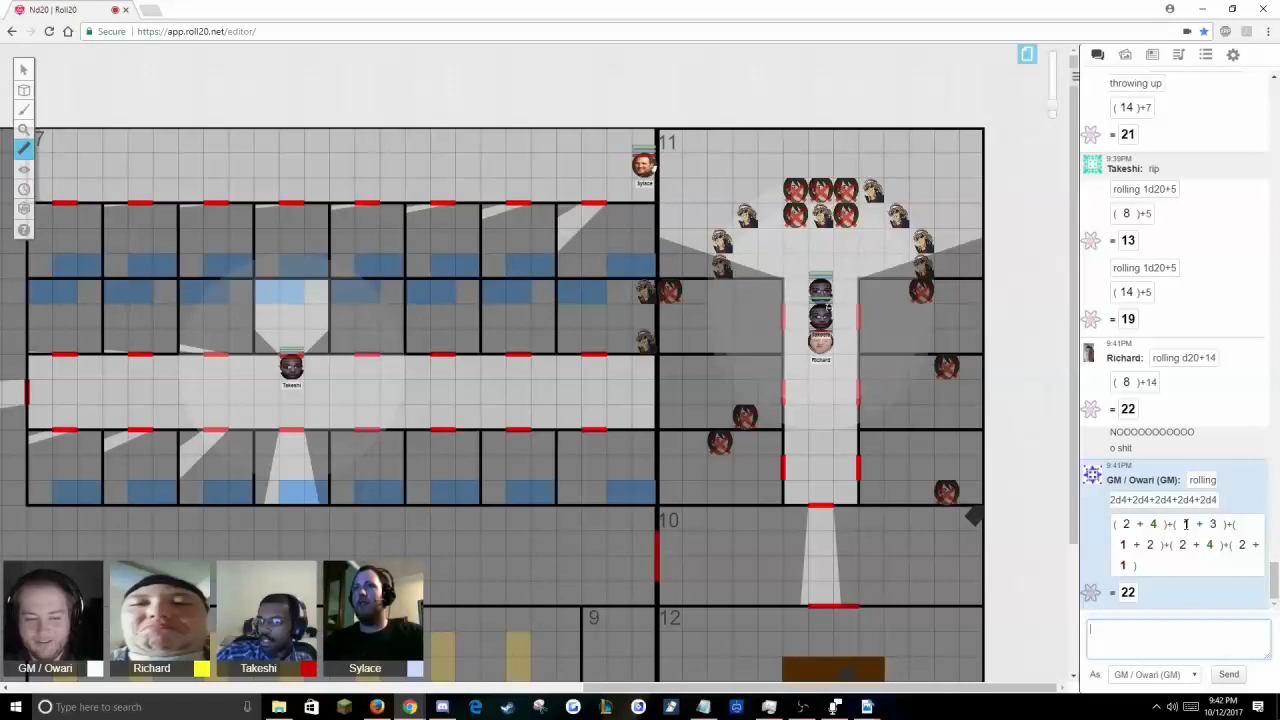 Nd20 | Roll20
Secure
https://app.roll20.net/editor/
7
11
10
9
12
Sylace
Takeshi
Richard
throwing up
( 14 )+7
= 21
9:39PM
Takeshi: rip
rolling 1d20+5
( 8 )+5
= 13
rolling 1d20+5
( 14 )+5
= 19
9:41PM
Richard: rolling d20+14
( 8 )+14
= 22
NOOOOOOOOOOO
o shit
9:41PM
GM / Owari (GM): rolling
2d4+2d4+2d4+2d4+2d4
( 2 + 4 )+( 1 + 3 )+(
1 + 2 )+( 2 + 4 )+( 2 +
1 )
= 22
As: GM / Owari (GM)
Send
GM / Owari
Richard
Takeshi
Sylace
Type here to search
9:42 PM
10/12/2017